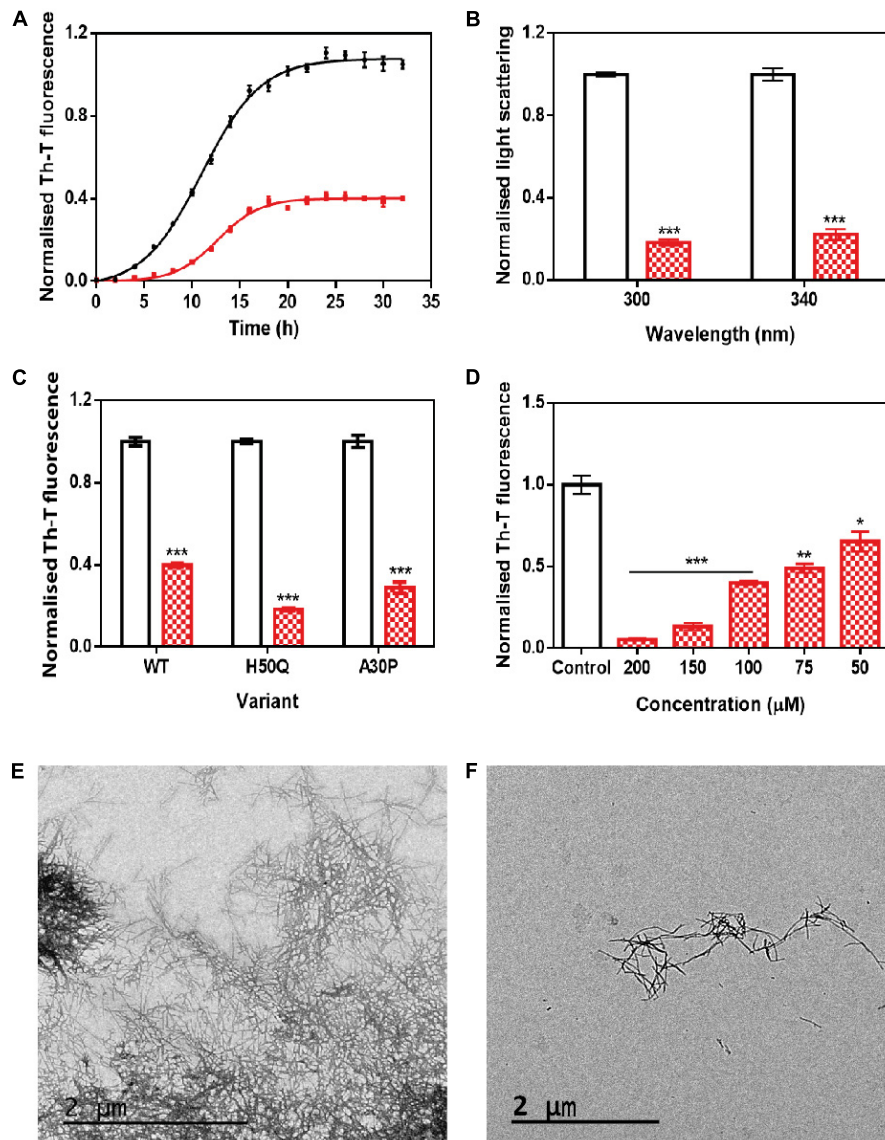 A
Normalised Th-T fluorescence
1.2
0.8
0.4
0.0
0 5 10 15 20 25 30 35
Time (h)
B
Normalised light scattering
1.2
0.8
0.4
0.0
***
***
300 340
Wavelength (nm)
C
Normalised Th-T fluorescence
1.2
0.8
0.4
0.0
***
***
***
WT H50Q A30P
Variant
D
Normalised Th-T fluorescence
1.5
1.0
0.5
0.0
***
**
*
Control 200 150 100 75 50
Concentration (µM)
E
2 µm
F
2 µm